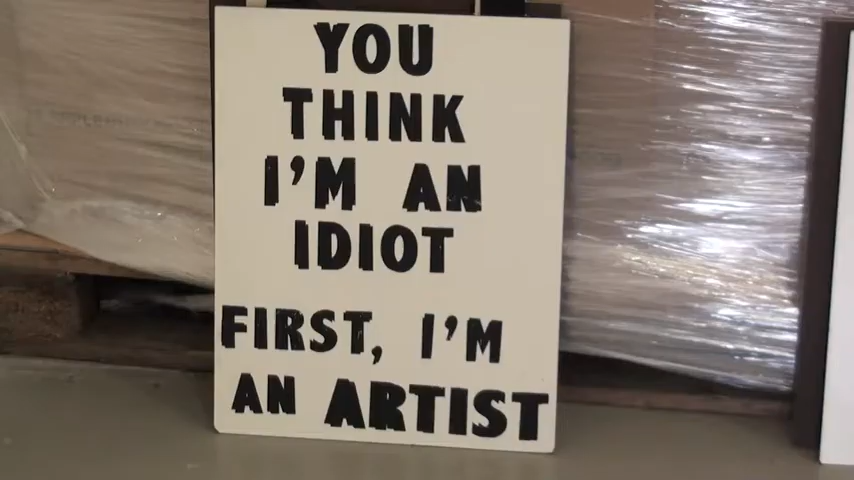 YOU
THINK
I'M AN
IDIOT
FIRST, I'M
AN ARTIST